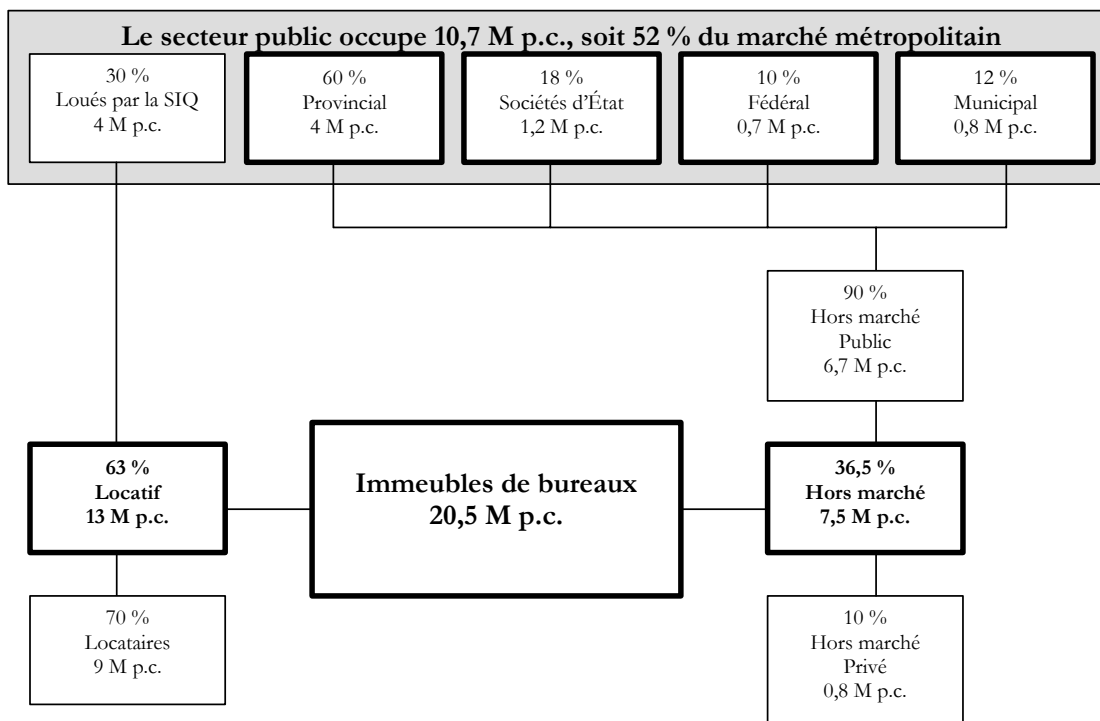 Le secteur public occupe 10,7 M p.c., soit 52 % du marché métropolitain
30 %
Loués par la SIQ
4 M p.c.
60 %
Provincial
4 M p.c.
18 %
Sociétés d'État
1,2 M p.c.
10 %
Fédéral
0,7 M p.c.
12 %
Municipal
0,8 M p.c.
90 %
Hors marché
Public
6,7 M p.c.
63 %
Locatif
13 M p.c.
Immeubles de bureaux
20,5 M p.c.
36,5 %
Hors marché
7,5 M p.c.
70 %
Locataires
9 M p.c.
10 %
Hors marché
Privé
0,8 M p.c.